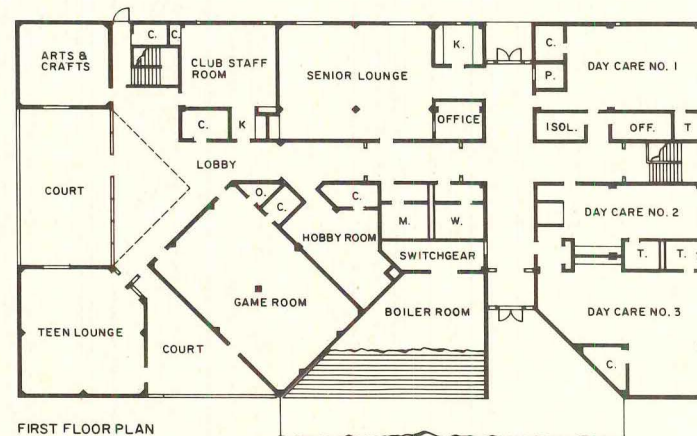 ARTS &
CRAFTS
C.
C.
CLUB STAFF
ROOM
SENIOR LOUNGE
K.
C.
P.
DAY CARE NO. 1
C.
K
OFFICE
ISOL.
OFF.
T
COURT
LOBBY
O.
C.
C.
HOBBY ROOM
M.
W.
DAY CARE NO. 2
SWITCHGEAR
T.
T.
GAME ROOM
TEEN LOUNGE
COURT
BOILER ROOM
DAY CARE NO. 3
C.
FIRST FLOOR PLAN